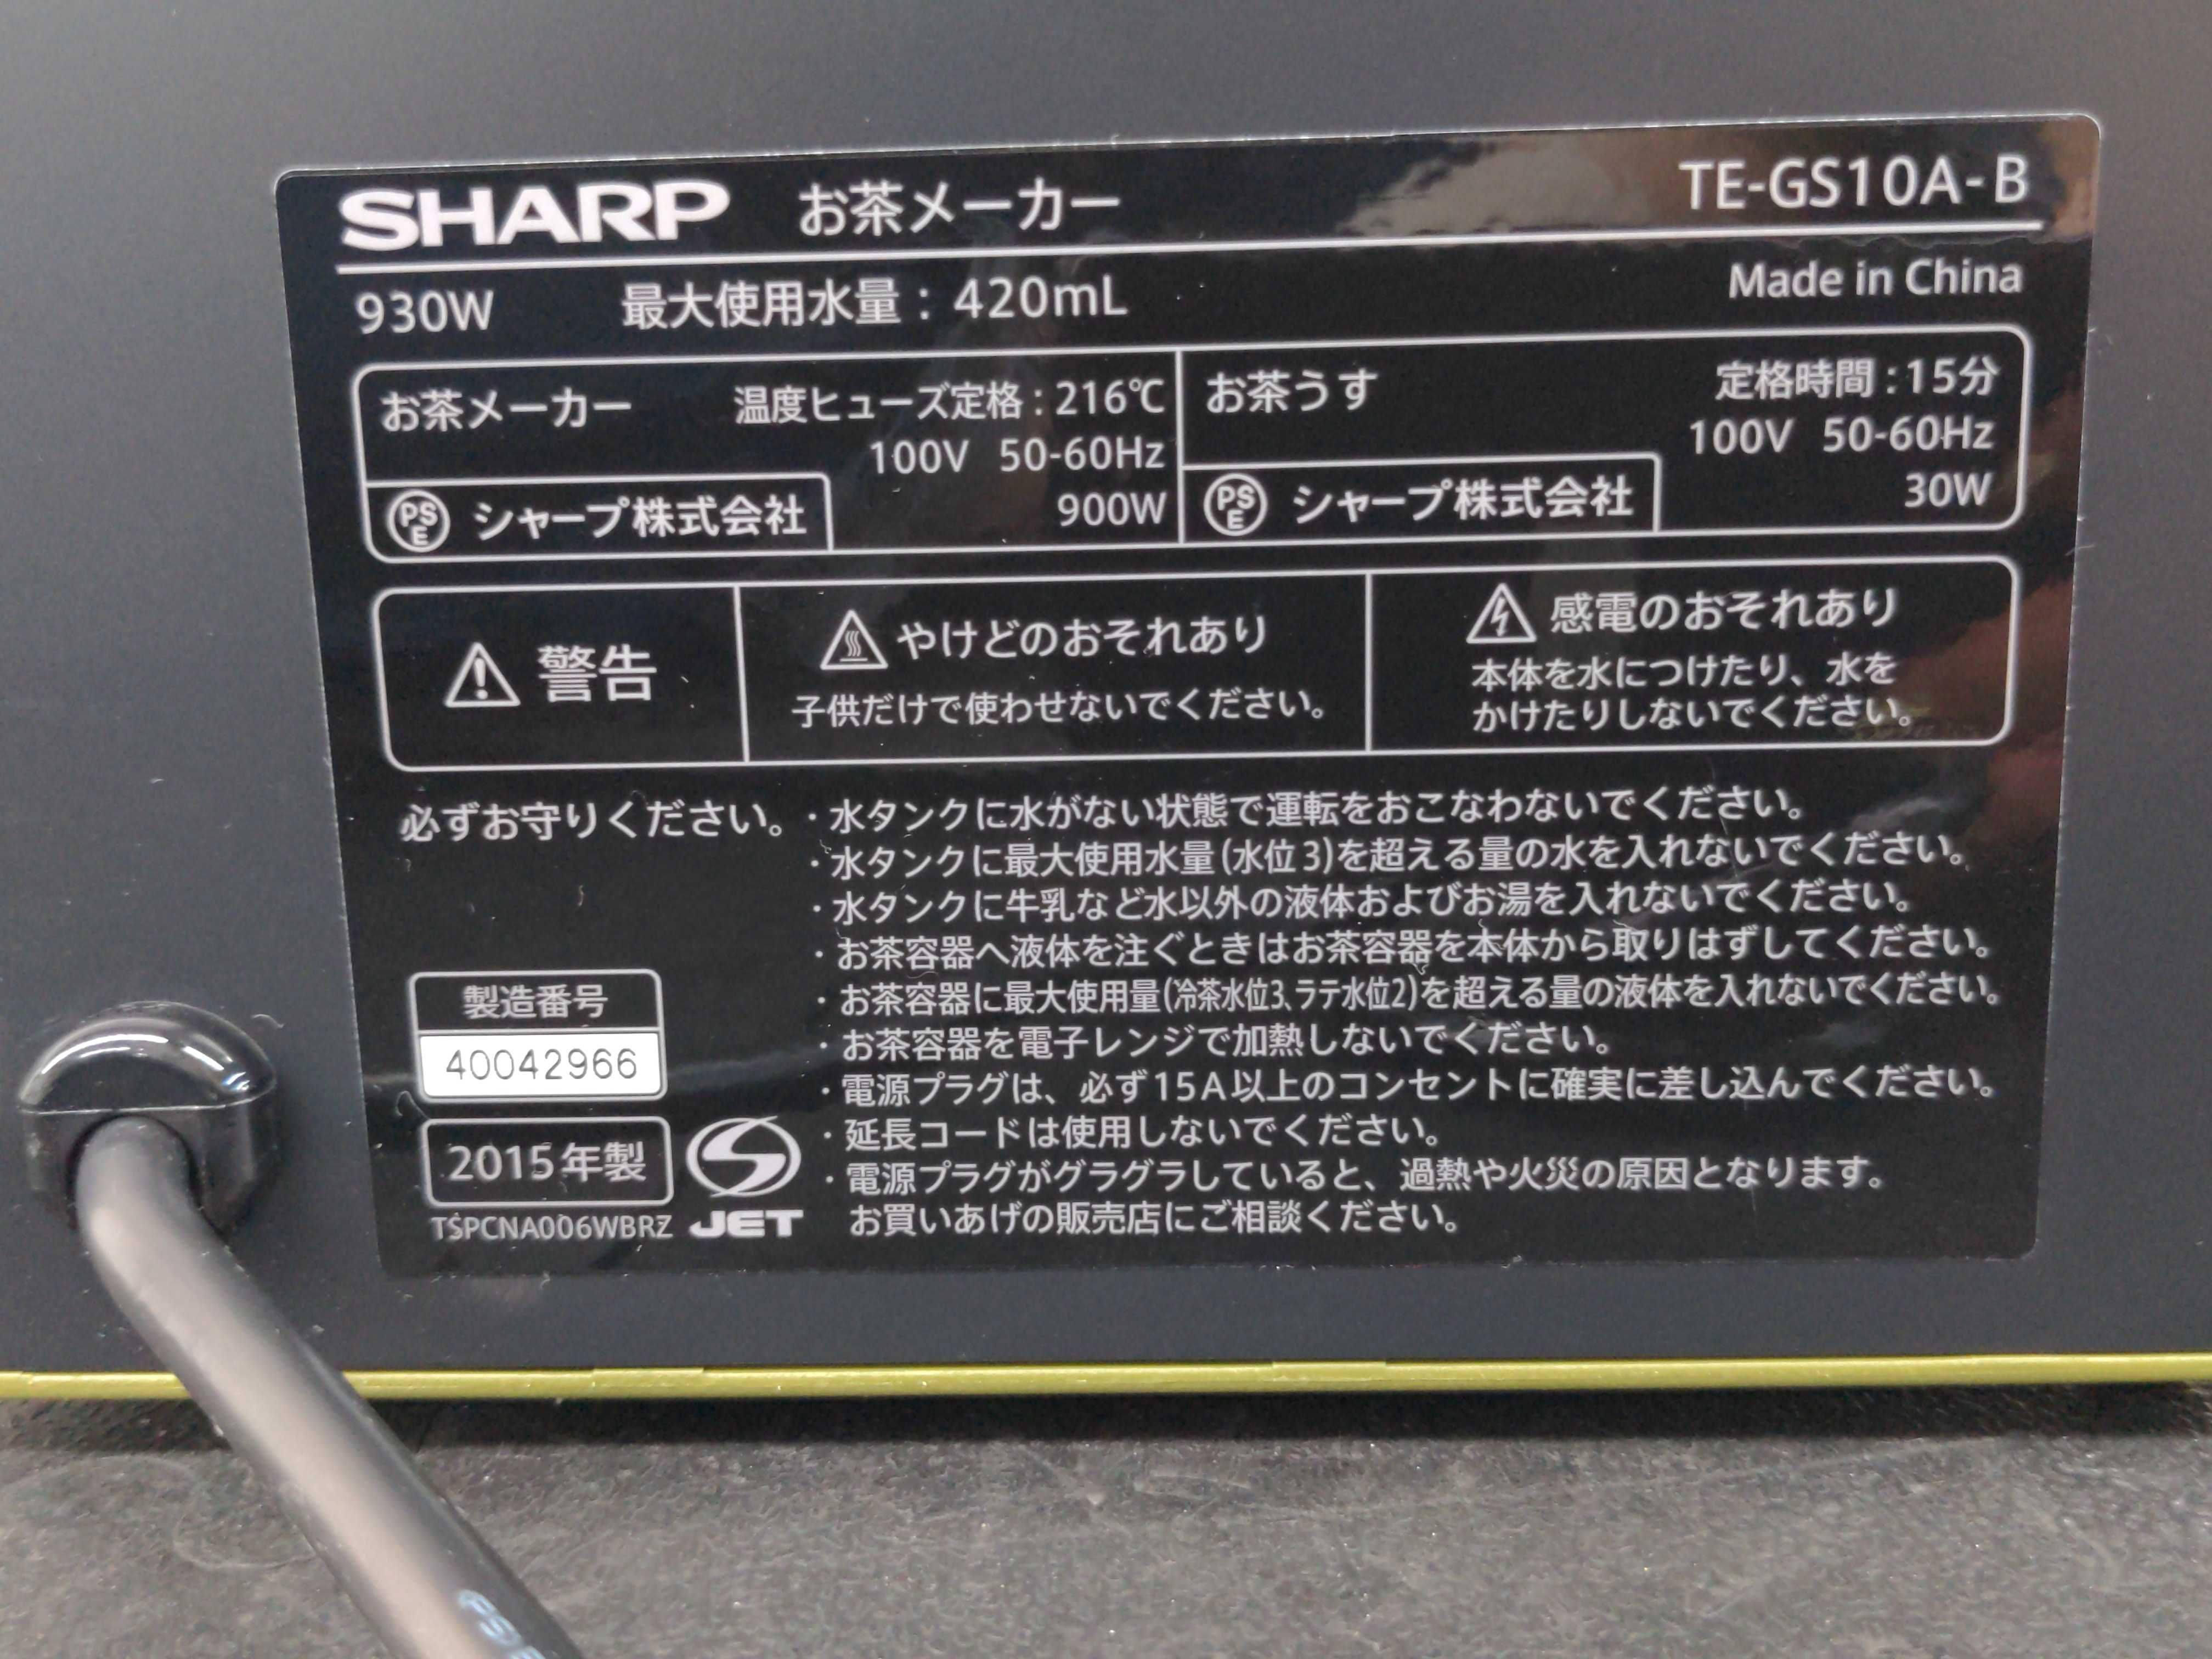 SHARP お茶メーカー TE-GS10A-B
930W 最大使用水量：420mL Made in China
お茶メーカー 温度ヒューズ定格：216℃
100V 50-60Hz
PSE シャープ株式会社 900W
お茶うす 定格時間：15分
100V 50-60Hz
PSE シャープ株式会社 30W
警告
やけどのおそれあり
子供だけで使わせないでください。
感電のおそれあり
本体を水につけたり、水を
かけたりしないでください。
必ずお守りください。
・水タンクに水がない状態で運転をおこなわないでください。
・水タンクに最大使用水量(水位3)を超える量の水を入れないでください。
・水タンクに牛乳など水以外の液体およびお湯を入れないでください。
・お茶容器へ液体を注ぐときはお茶容器を本体から取りはずしてください。
・お茶容器に最大使用量(冷茶水位3、ラテ水位2)を超える量の液体を入れないでください。
・お茶容器を電子レンジで加熱しないでください。
・電源プラグは、必ず15A以上のコンセントに確実に差し込んでください。
・延長コードは使用しないでください。
・電源プラグがグラグラしていると、過熱や火災の原因となります。
お買いあげの販売店にご相談ください。
製造番号
40042966
2015年製
TSPCNA006WBRZ JET